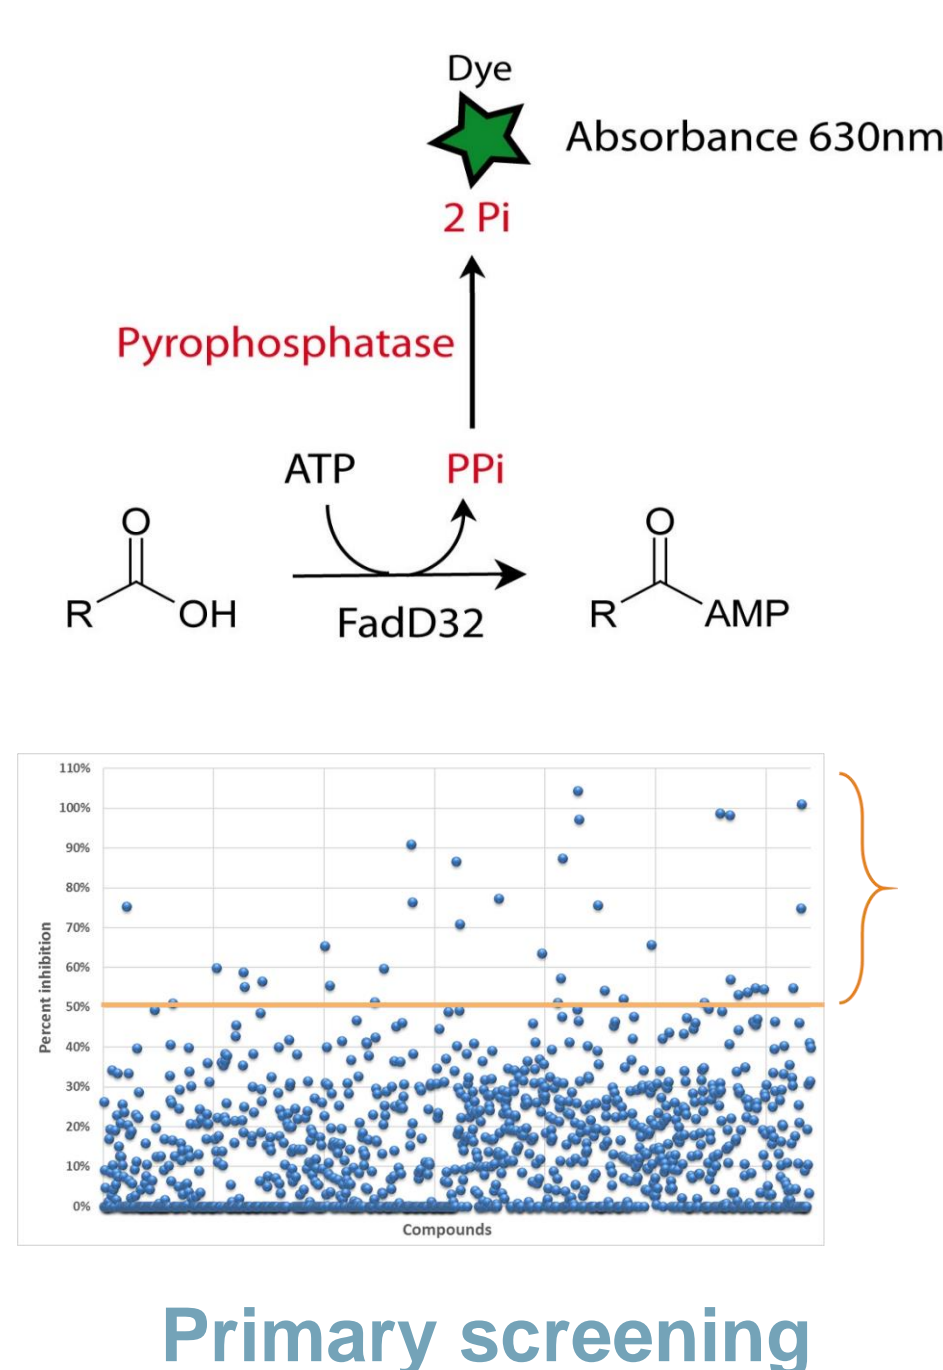 Dye
Absorbance 630nm
2 Pi
Pyrophosphatase
ATP
PPi
O
R
OH
FadD32
O
R
AMP
110%
100%
90%
80%
70%
60%
50%
40%
30%
20%
10%
0%
Percent inhibition
Compounds
Primary screening